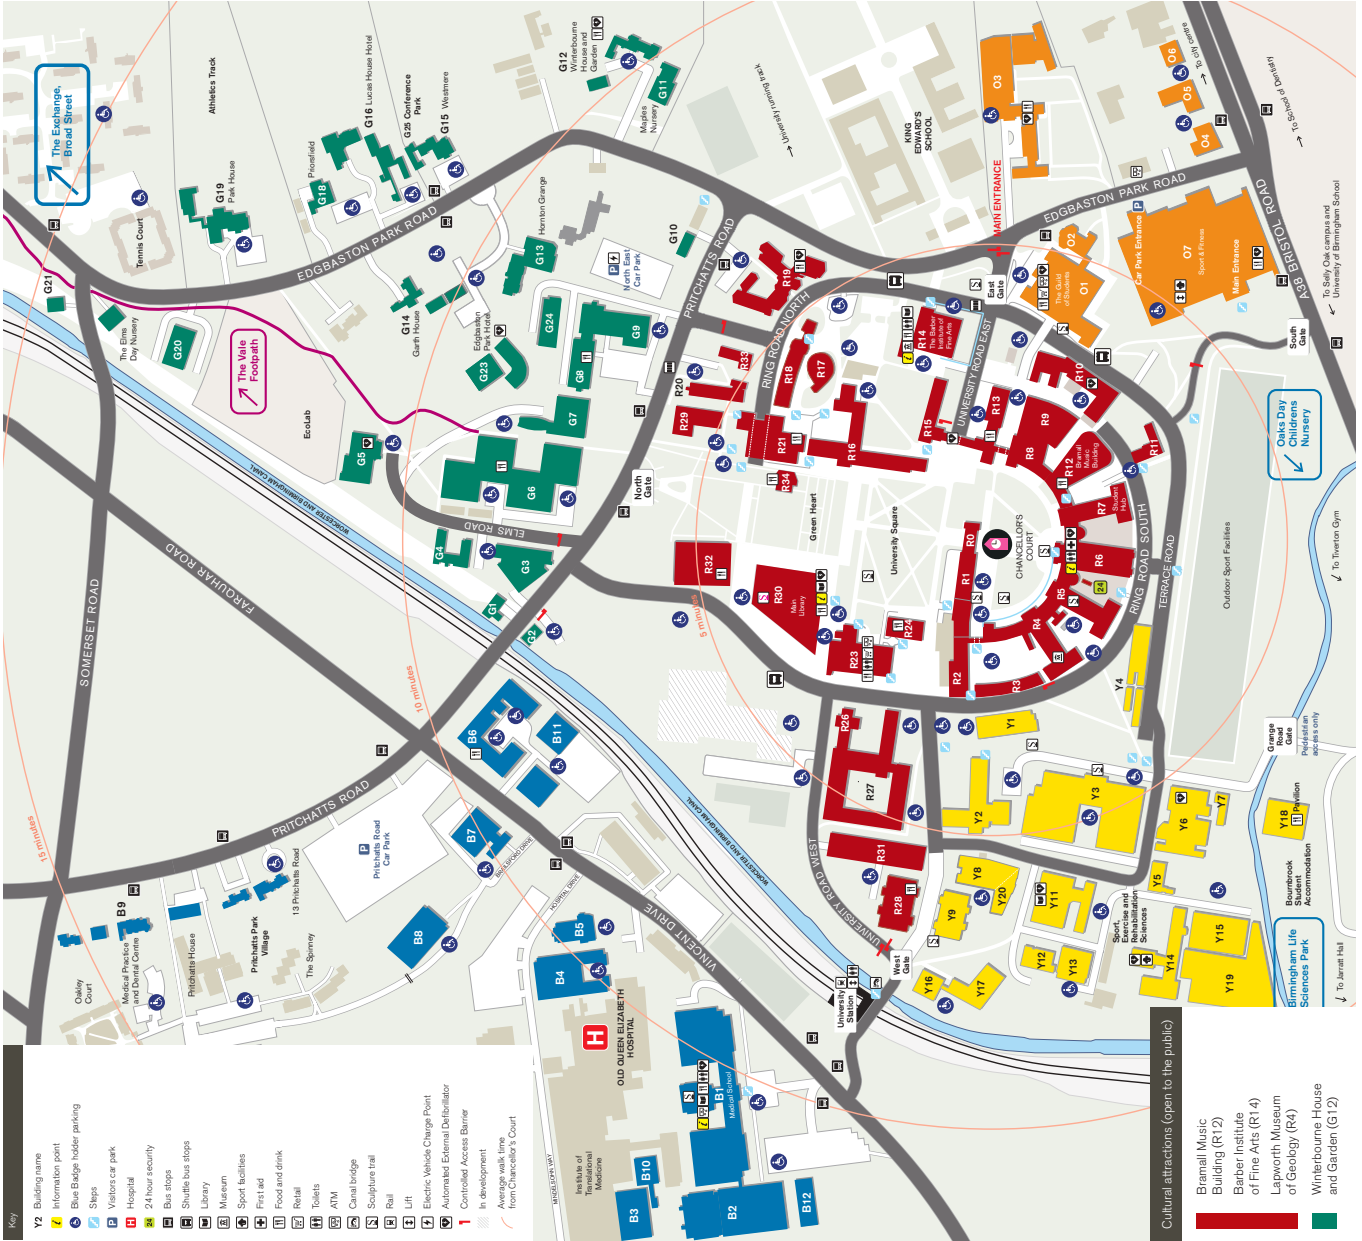 The Exchange,
Broad Street
Athletics Track
Tennis Court
G19
Park House
Priorsfield
G18
G16 Lucas House Hotel
G25 Conference
Park
G15 Westmere
G12
Winterbourne
House and
Garden
G11
Maples
Nursery
University running track
KING
EDWARD'S
SCHOOL
MAIN ENTRANCE
O3
O6
O5
O4
To city centre
To School of Dentistry
EDGBASTON PARK ROAD
EDGBASTON PARK ROAD
A38 BRISTOL ROAD
To Selly Oak campus and
University of Birmingham School
Car Park Entrance
O7
Sport & Fitness
Main Entrance
O2
The Guild
of Students
O1
East
Gate
South
Gate
G21
The Elms
Day Nursery
G20
The Vale
Footpath
EcoLab
G14
Garth House
G13
Hornton Grange
Edgbaston
Park Hotel
G23
G24
G8
G9
G7
G10
North East
Car Park
PRITCHATTS ROAD
R19
RING ROAD NORTH
R33
R20
R29
R18
R17
R14
The Barber
Institute of
Fine Arts
UNIVERSITY ROAD EAST
R15
R16
R21
R34
R13
R10
R9
R8
R12
Bramall
Music
Building
R11
R7
Student
Hub
R6
R5
24
R4
R3
R2
R1
R0
CHANCELLOR'S
COURT
Green Heart
University Square
G5
G6
G4
G3
G1
G2
ELMS ROAD
North
Gate
R32
R30
Main
Library
R23
R24
5 minutes
10 minutes
15 minutes
WORCESTER AND BIRMINGHAM CANAL
WORCESTER AND BIRMINGHAM CANAL
SOMERSET ROAD
FARQUHAR ROAD
PRITCHATTS ROAD
VINCENT DRIVE
RING ROAD SOUTH
TERRACE ROAD
Outdoor Sport Facilities
Oaks Day
Childrens
Nursery
To Tiverton Gym
Grange
Road
Gate
Pedestrian
access only
R26
R27
R31
R28
UNIVERSITY ROAD WEST
UNIVERSITY
West
Gate
University
Station
Y1
Y2
Y3
Y4
Y5
Y6
Y7
Y8
Y9
Y20
Y11
Y12
Y13
Y14
Y15
Y16
Y17
Y18
Pavilion
Y19
Sport,
Exercise and
Rehabilitation
Sciences
Bournbrook
Student
Accommodation
Birmingham Life
Sciences Park
To Jarratt Hall
B6
B11
B7
B8
B5
B4
B9
BRAILSFORD DRIVE
HOSPITAL DRIVE
Pritchatts Road
Car Park
13 Pritchatts Road
Pritchatts Park
Village
Pritchatts House
The Spinney
Medical Practice
and Dental Centre
Oakley
Court
H
OLD QUEEN ELIZABETH
HOSPITAL
B1
Medical School
B2
B3
B10
B12
Institute of
Translational
Medicine
MINDELSOHN WAY
Key
Y2 Building name
Information point
Blue Badge holder parking
Steps
P Visitors car park
H Hospital
24 24 hour security
Bus stops
Shuttle bus stops
Library
Museum
Sport facilities
First aid
Food and drink
Retail
Toilets
ATM
Canal bridge
Sculpture trail
Rail
Lift
Electric Vehicle Charge Point
Automated External Defibrillator
Controlled Access Barrier
In development
Average walk time
from Chancellor's Court
Cultural attractions (open to the public)
Bramall Music
Building (R12)
Barber Institute
of Fine Arts (R14)
Lapworth Museum
of Geology (R4)
Winterbourne House
and Garden (G12)